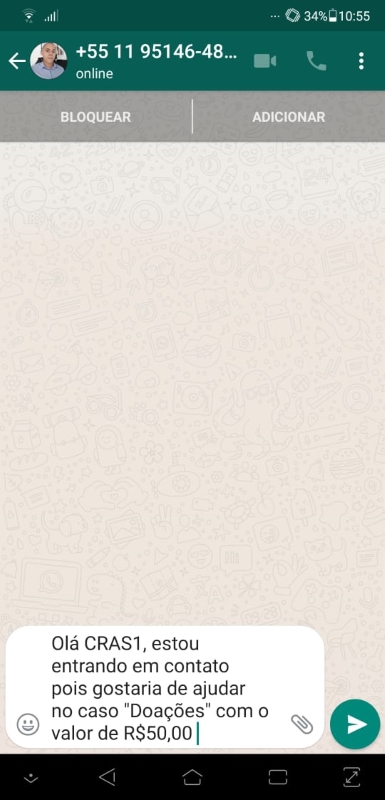 34% 10:55
+55 11 95146-48...
online
BLOQUEAR
ADICIONAR
Olá CRAS1, estou
entrando em contato
pois gostaria de ajudar
no caso "Doações" com o
valor de R$50,00